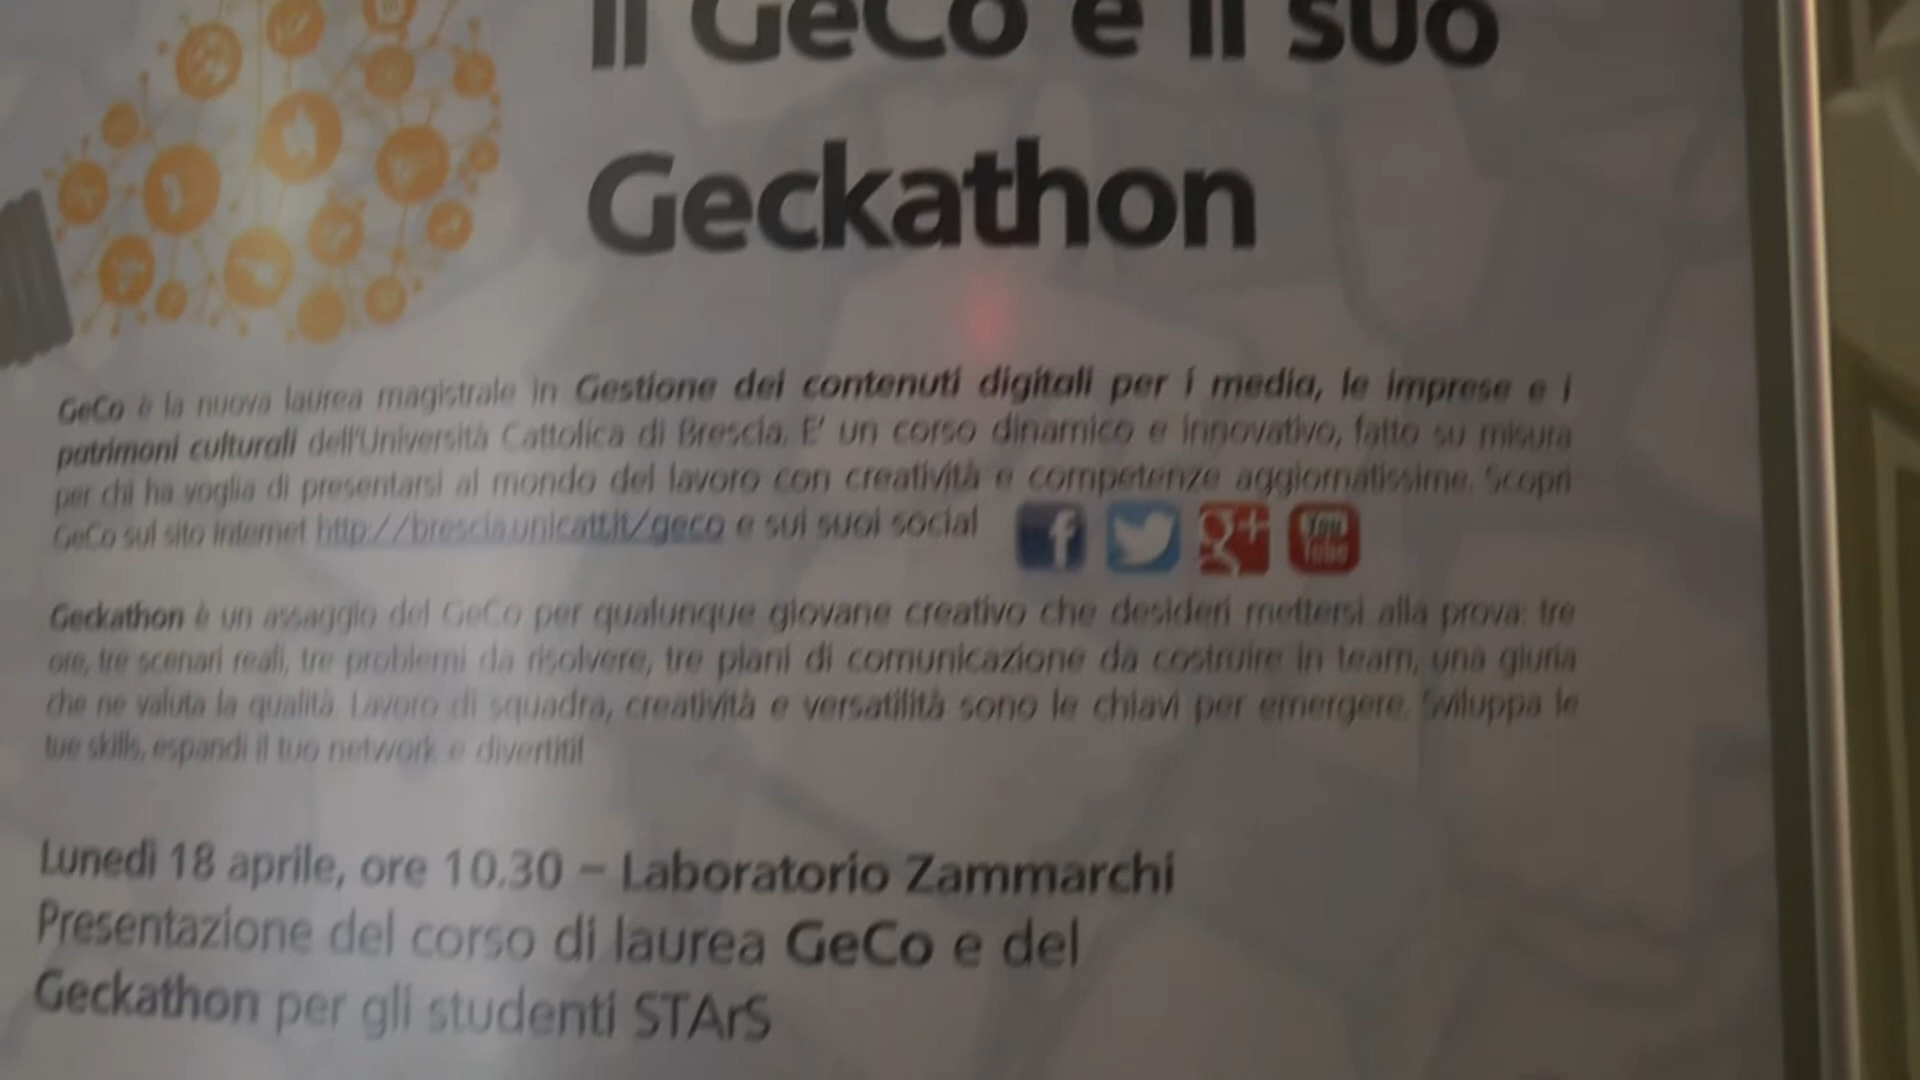 Il GeCo e il suo
Geckathon
GeCo è la nuova laurea magistrale in Gestione dei contenuti digitali per i media, le imprese e i
patrimoni culturali dell'Università Cattolica di Brescia. E' un corso dinamico e innovativo, fatto su misura
per chi ha voglia di presentarsi al mondo del lavoro con creatività e competenze aggiornatissime. Scopri
GeCo sul sito internet http://brescia.unicatt.it/geco e sui suoi social
f g+ You Tube
Geckathon è un assaggio del GeCo per qualunque giovane creativo che desideri mettersi alla prova: tre
ore, tre scenari reali, tre problemi da risolvere, tre piani di comunicazione da costruire in team, una giuria
che ne valuta la qualità. Lavoro di squadra, creatività e versatilità sono le chiavi per emergere. Sviluppa le
tue skills, espandi il tuo network e divertiti!
Lunedì 18 aprile, ore 10.30 – Laboratorio Zammarchi
Presentazione del corso di laurea GeCo e del
Geckathon per gli studenti STArS